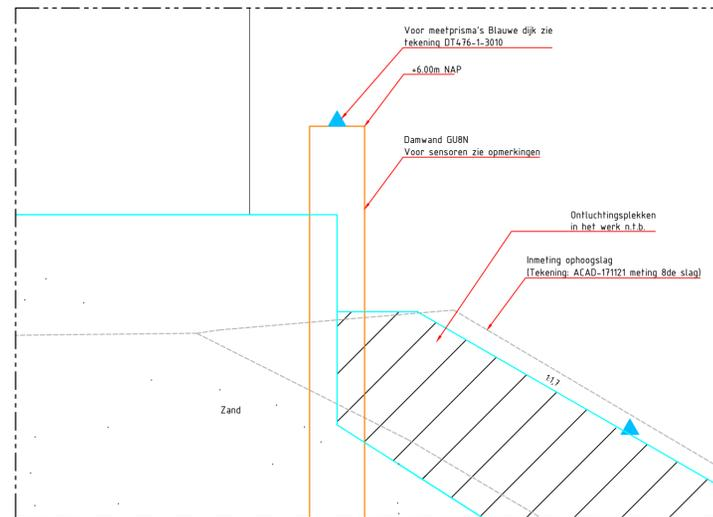 Voor meetprisma's Blauwe dijk zie
tekening DT476-1-3010
+6.00m NAP
Damwand GU8N
Voor sensoren zie opmerkingen
Ontluchtingsplekken
in het werk n.t.b.
Inmeting ophoogslag
(Tekening: ACAD-171121 meting 8de slag)
1:1,7
Zand